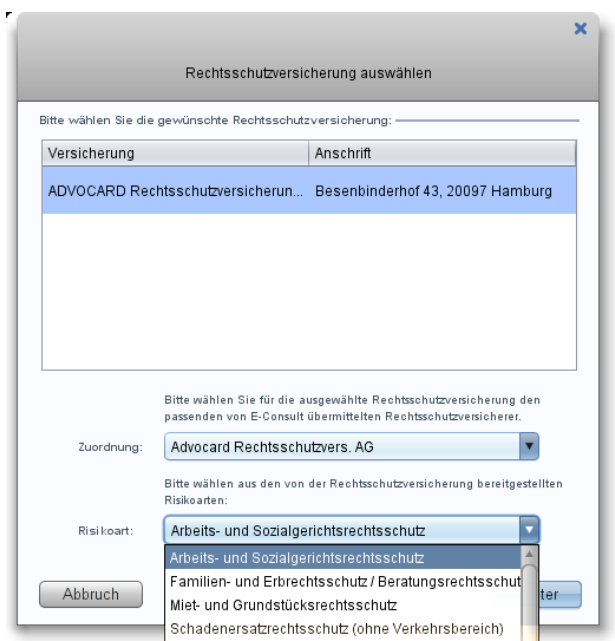 Rechtsschutzversicherung auswählen
Bitte wählen Sie die gewünschte Rechtsschutzversicherung:
Versicherung Anschrift
ADVOCARD Rechtsschutzversicherun... Besenbinderhof 43, 20097 Hamburg
Bitte wählen Sie für die ausgewählte Rechtsschutzversicherung den
passenden von E-Consult übermittelten Rechtsschutzversicherer.
Zuordnung: Advocard Rechtsschutzvers. AG
Bitte wählen aus den von der Rechtsschutzversicherung bereitgestellten
Risikoarten:
Risikoart: Arbeits- und Sozialgerichtsrechtsschutz
Arbeits- und Sozialgerichtsrechtsschutz
Familien- und Erbrechtsschutz / Beratungsrechtsschut
Abbruch ter
Miet- und Grundstücksrechtsschutz
Schadenersatzrechtsschutz (ohne Verkehrsbereich)